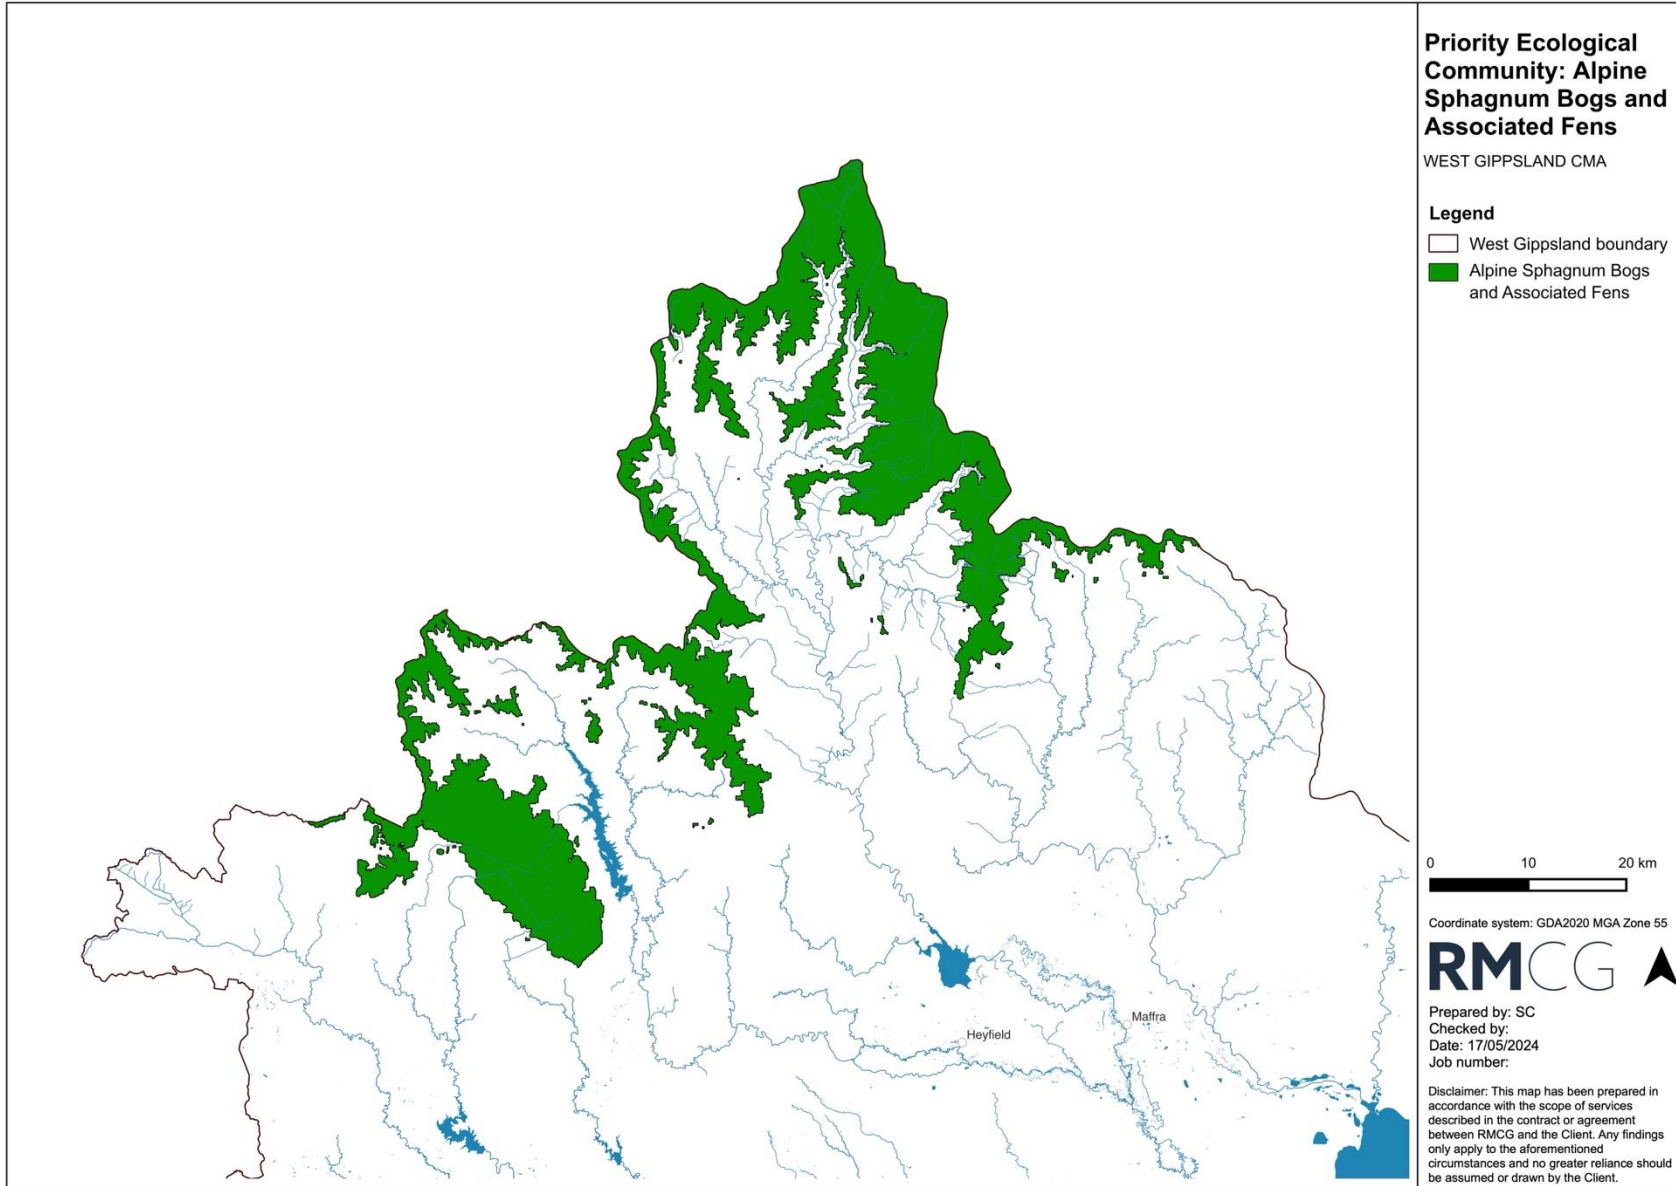 Priority Ecological
Community: Alpine
Sphagnum Bogs and
Associated Fens
WEST GIPPSLAND CMA
Legend
West Gippsland boundary
Alpine Sphagnum Bogs
and Associated Fens
Heyfield
Maffra
0 10 20 km
Coordinate system: GDA2020 MGA Zone 55
RMCG
Prepared by: SC
Checked by:
Date: 17/05/2024
Job number:
Disclaimer: This map has been prepared in
accordance with the scope of services
described in the contract or agreement
between RMCG and the Client. Any findings
only apply to the aforementioned
circumstances and no greater reliance should
be assumed or drawn by the Client.